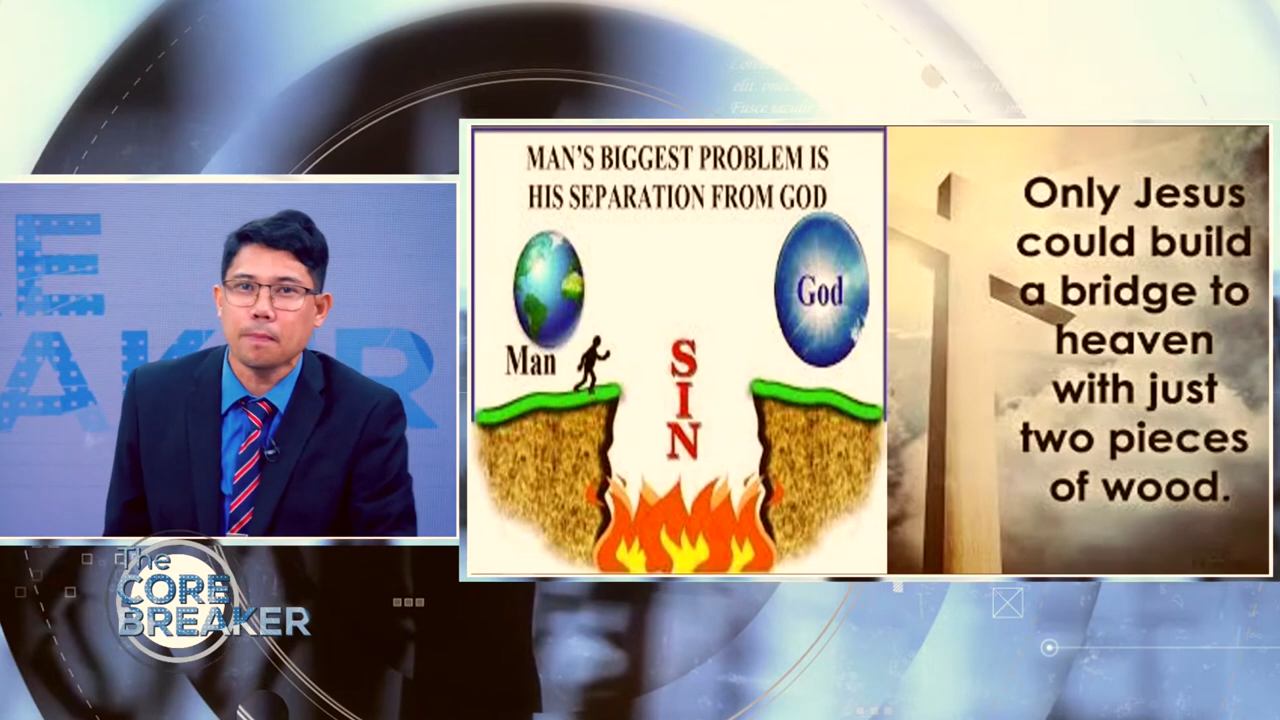 MAN'S BIGGEST PROBLEM IS
HIS SEPARATION FROM GOD
God
Man
S
I
N
Only Jesus
could build
a bridge to
heaven
with just
two pieces
of wood.
The
CORE
BREAKER